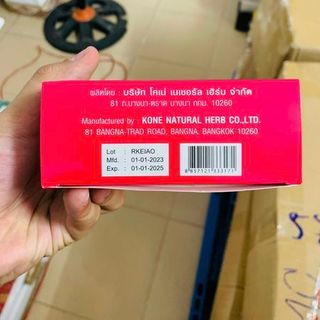 ผลิตโดย : บริษัท โคเน่ เนเชอรัล เฮิร์บ จำกัด
81 ถ.บางนา-ตราด บางนา กทม. 10260
Manufactured by : KONE NATURAL HERB CO.,LTD.
81 BANGNA-TRAD ROAD, BANGNA, BANGKOK 10260
Lot : RKEIAO
Mfd. : 01-01-2023
Exp. : 01-01-2025
8 857121 333171